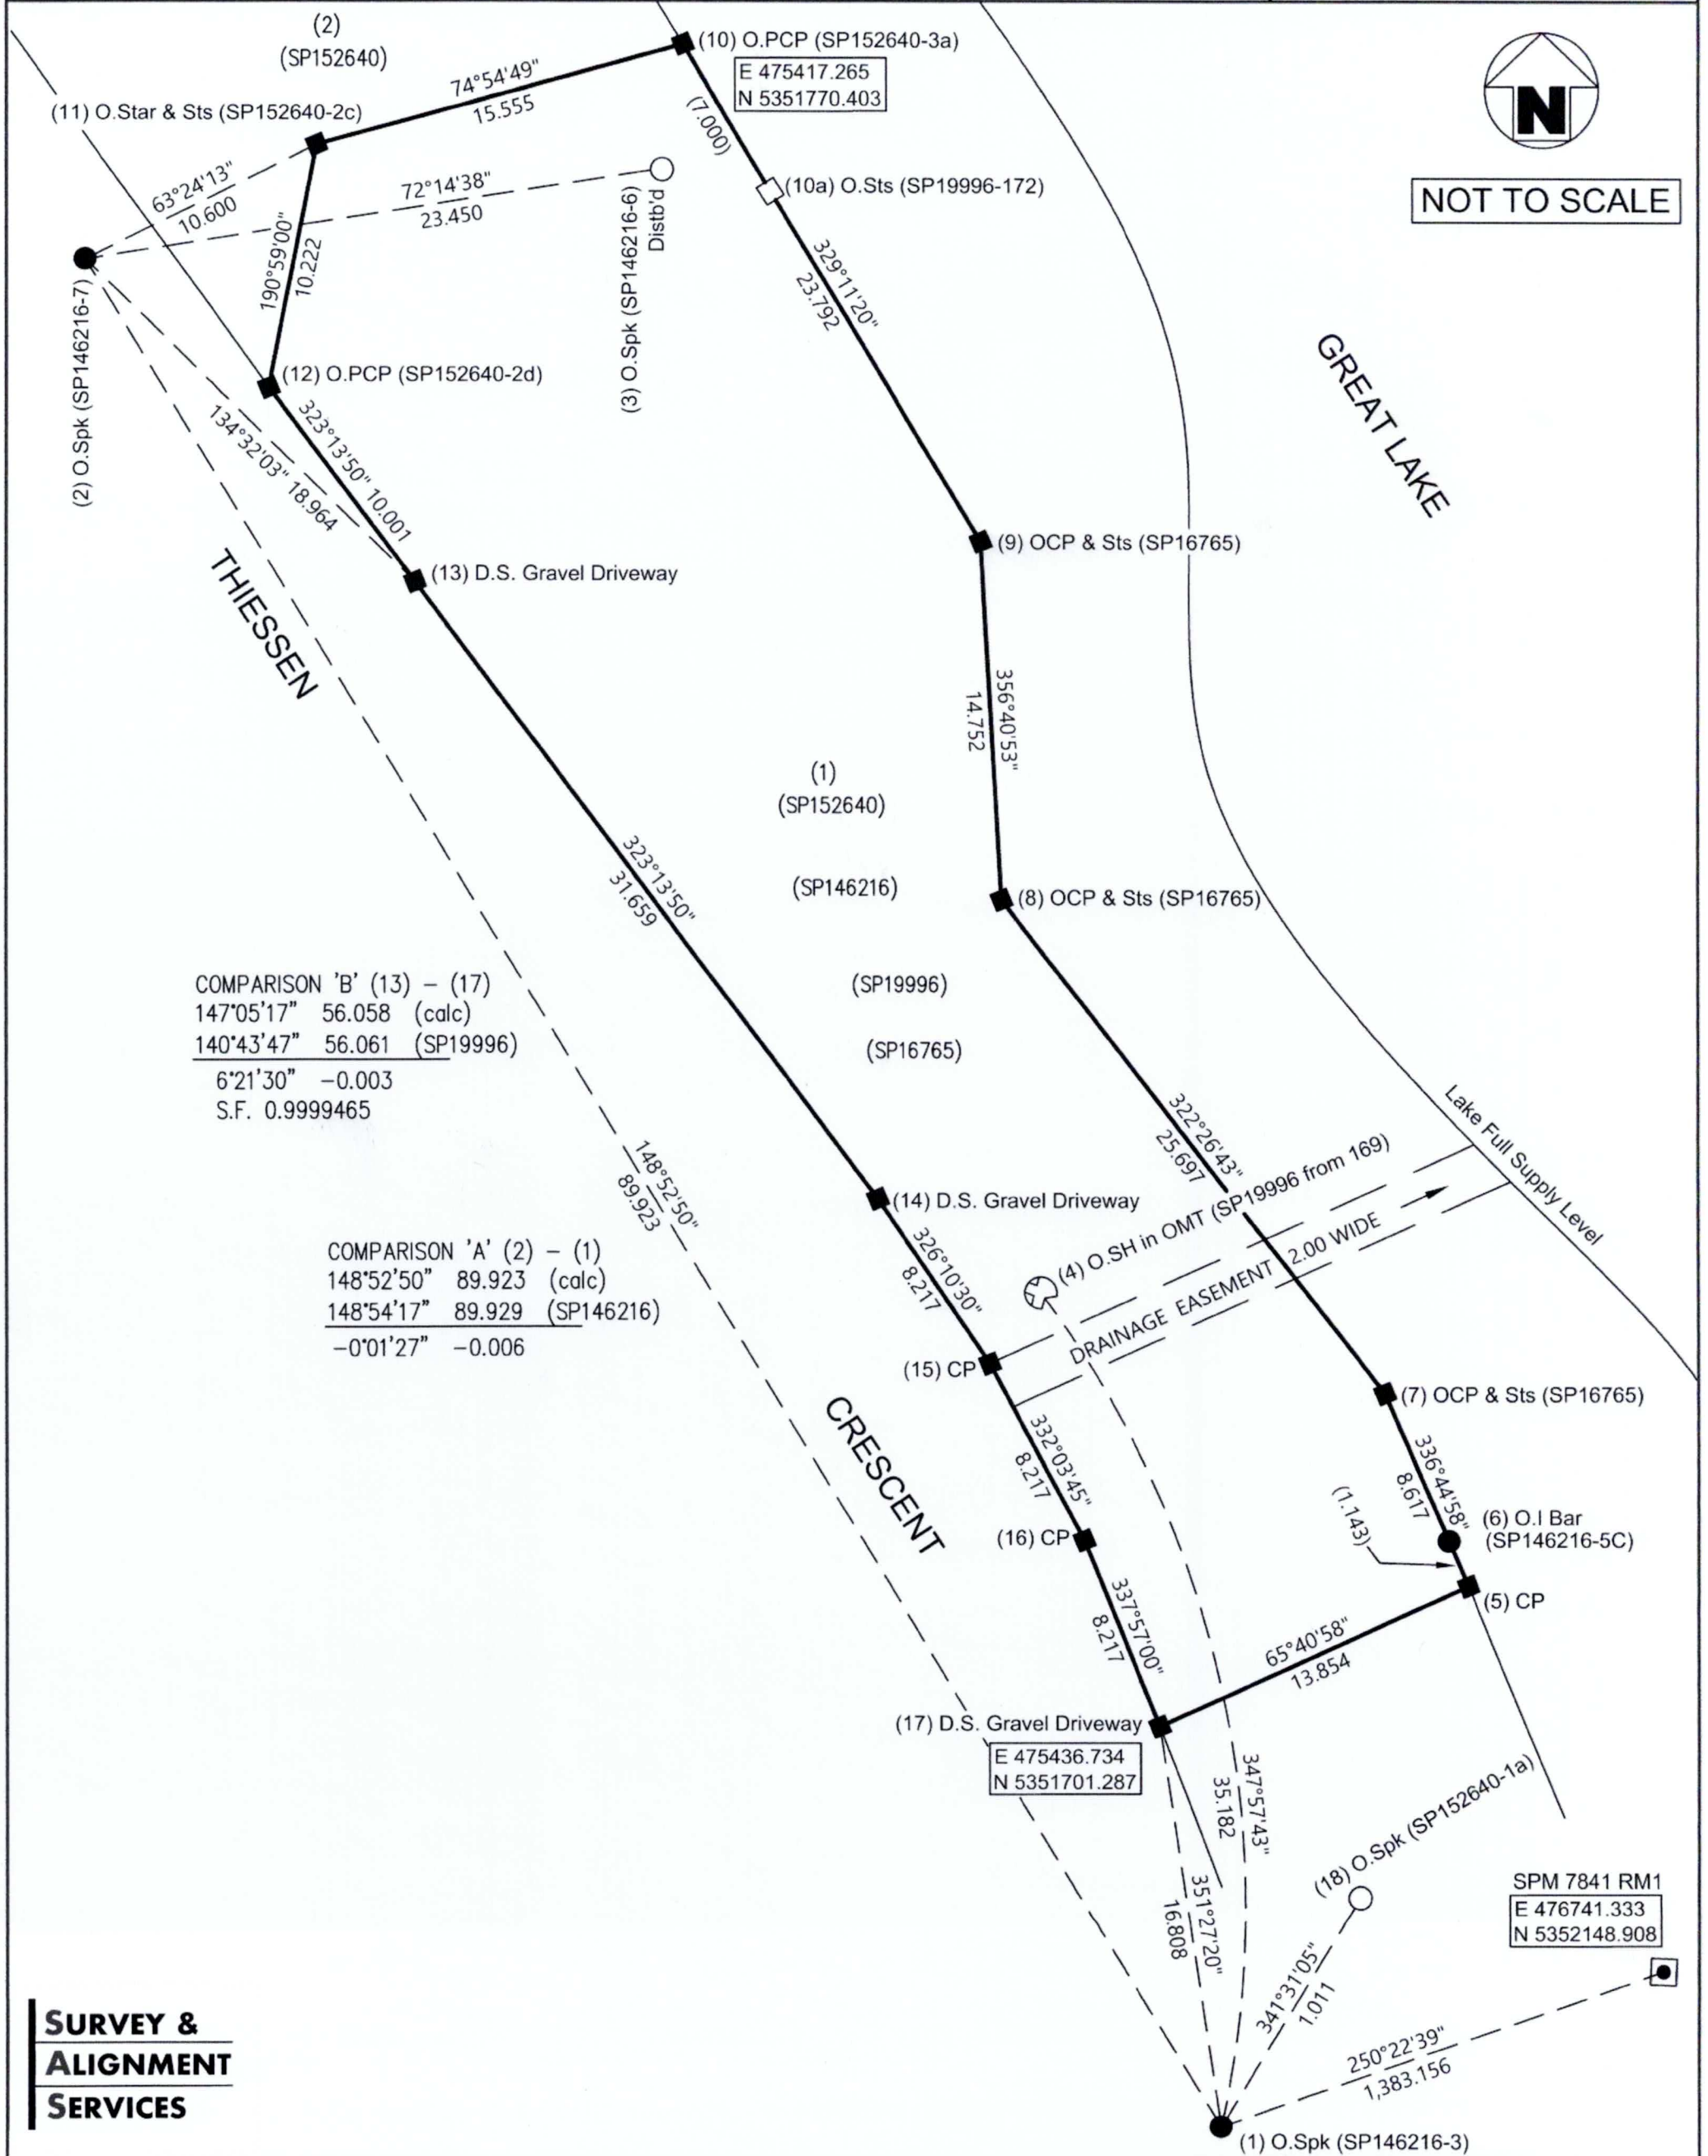 (2)
(SP152640)
(10) O.PCP (SP152640-3a)
E 475417.265
N 5351770.403
74°54'49"
15.555
(11) O.Star & Sts (SP152640-2c)
(7.000)
N
NOT TO SCALE
63°24'13"
10.600
72°14'38"
23.450
(3) O.Spk (SP146216-6)
Distb'd
(10a) O.Sts (SP19996-172)
190°59'00"
10.222
329°11'20"
23.792
(2) O.Spk (SP146216-7)
(12) O.PCP (SP152640-2d)
GREAT LAKE
134°32'03" 18.964
323°13'50" 10.001
(9) OCP & Sts (SP16765)
(13) D.S. Gravel Driveway
THIESSEN
356°40'53"
14.752
(1)
(SP152640)
323°13'50"
31.659
(SP146216)
(8) OCP & Sts (SP16765)
(SP19996)
(SP16765)
COMPARISON 'B' (13) – (17)
147°05'17" 56.058 (calc)
140°43'47" 56.061 (SP19996)
6°21'30" -0.003
S.F. 0.9999465
322°26'43"
25.697
Lake Full Supply Level
148°52'50"
89.923
(14) D.S. Gravel Driveway
(4) O.SH in OMT (SP19996 from 169)
COMPARISON 'A' (2) – (1)
148°52'50" 89.923 (calc)
148°54'17" 89.929 (SP146216)
-0°01'27" -0.006
326°10'30"
8.217
DRAINAGE EASEMENT 2.00 WIDE
(15) CP
(7) OCP & Sts (SP16765)
CRESCENT
332°03'45"
8.217
336°44'58"
8.617
(1.143)
(6) O.I Bar
(SP146216-5C)
(16) CP
(5) CP
337°57'00"
8.217
65°40'58"
13.854
(17) D.S. Gravel Driveway
E 475436.734
N 5351701.287
347°57'43"
35.182
(18) O.Spk (SP152640-1a)
SPM 7841 RM1
E 476741.333
N 5352148.908
351°27'20"
16.808
341°31'05"
1.011
250°22'39"
1,383.156
SURVEY &
ALIGNMENT
SERVICES
(1) O.Spk (SP146216-3)